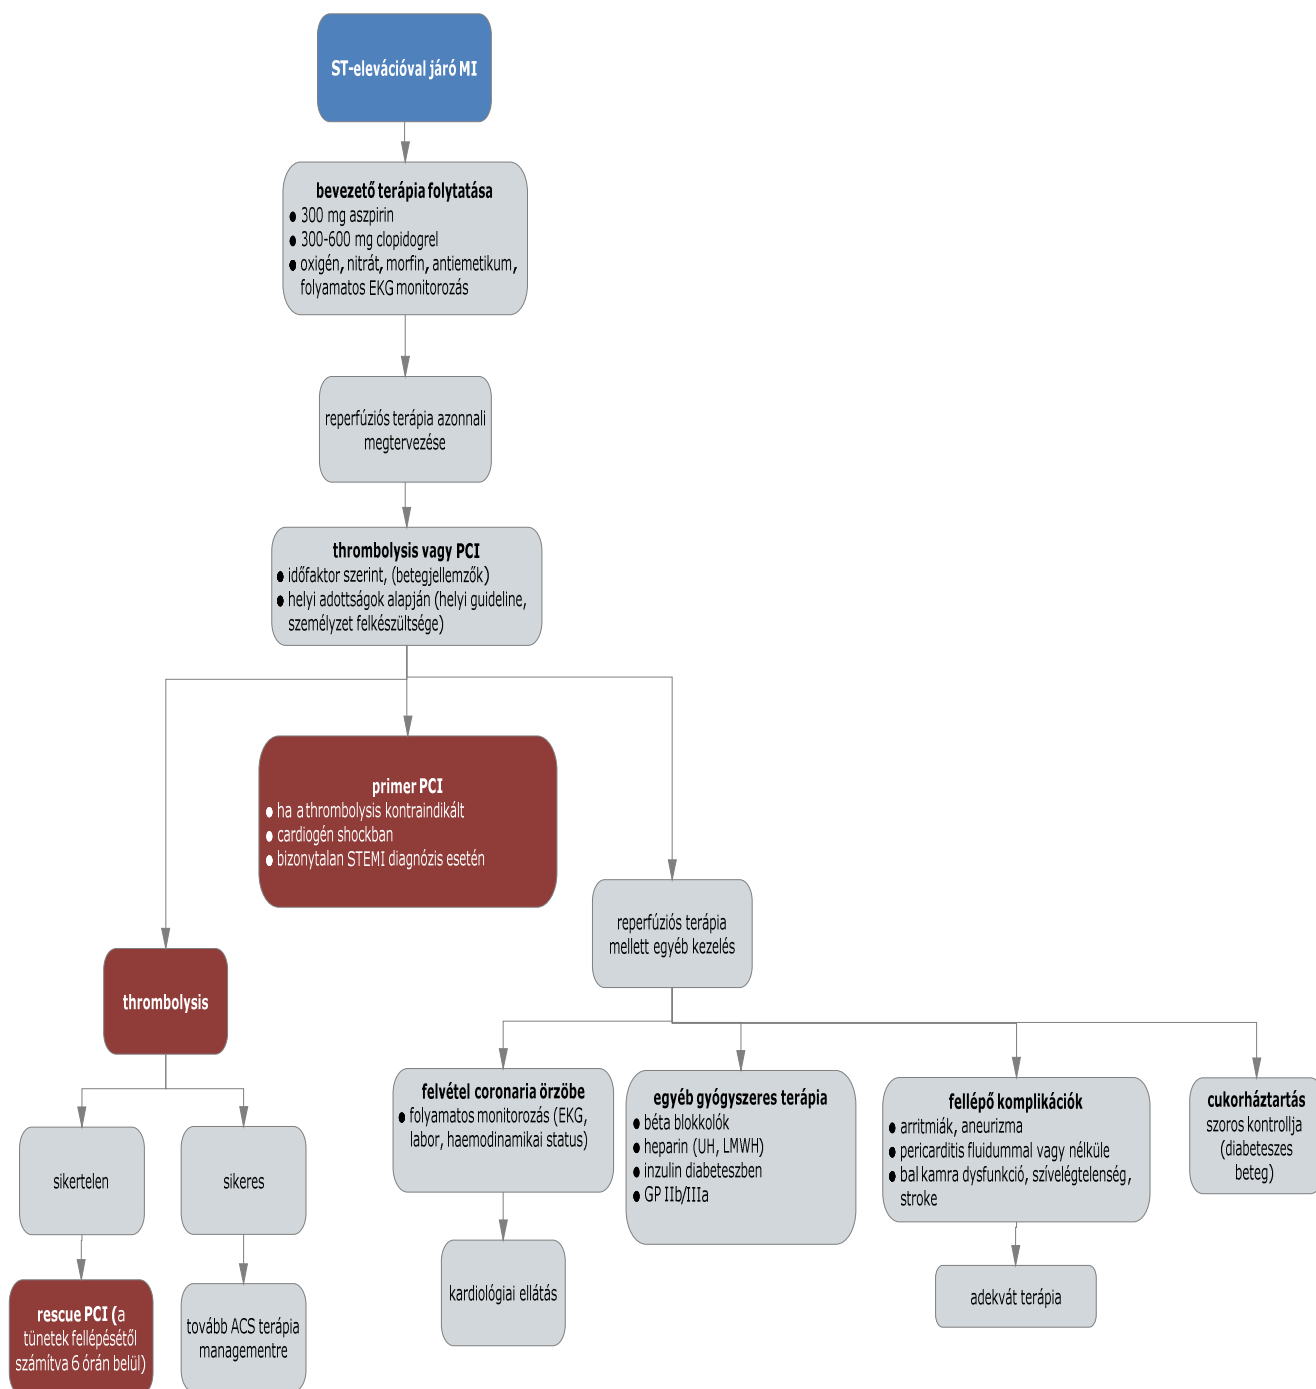 ST-elevációval járó MI
bevezető terápia folytatása
● 300 mg aszpirin
● 300-600 mg clopidogrel
● oxigén, nitrát, morfin, antiemetikum,
folyamatos EKG monitorozás
reperfúziós terápia azonnali
megtervezése
thrombolysis vagy PCI
● időfaktor szerint, (betegjellemzők)
● helyi adottságok alapján (helyi guideline,
személyzet felkészültsége)
primer PCI
● ha a thrombolysis kontraindikált
● cardiogén shockban
● bizonytalan STEMI diagnózis esetén
reperfúziós terápia
mellett egyéb kezelés
thrombolysis
sikertelen
sikeres
rescue PCI (a
tünetek fellépésétől
számítva 6 órán belül)
tovább ACS terápia
managementre
felvétel coronaria örzöbe
● folyamatos monitorozás (EKG,
labor, haemodinamikai status)
kardiológiai ellátás
egyéb gyógyszeres terápia
● béta blokkolók
● heparin (UH, LMWH)
● inzulin diabeteszben
● GP IIb/IIIa
fellépő komplikációk
● arritmiák, aneurizma
● pericarditis fluidummal vagy nélküle
● bal kamra dysfunkció, szívelégtelenség,
stroke
adekvát terápia
cukorháztartás
szoros kontrollja
(diabeteszes
beteg)